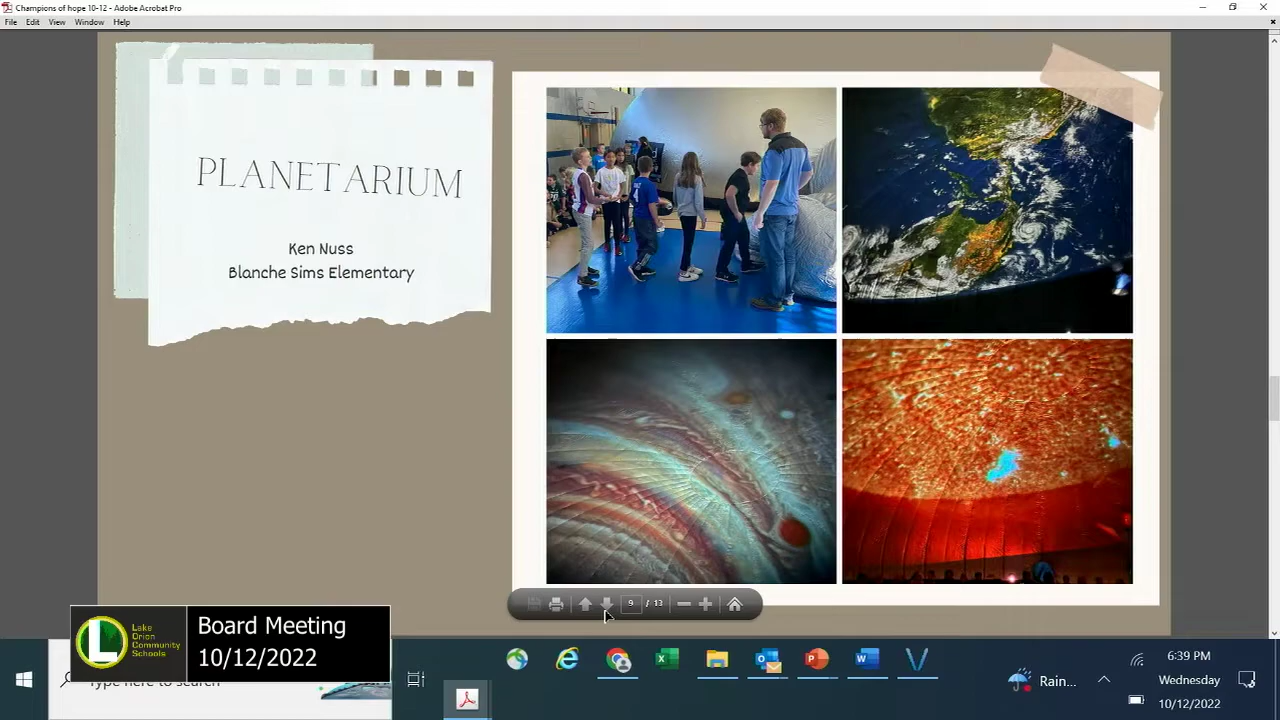 Champions of hope 10-12 - Adobe Acrobat Pro
File Edit View Window Help
PLANETARIUM
Ken Nuss
Blanche Sims Elementary
9 / 13
Lake Orion Community Schools
Board Meeting
10/12/2022
Type here to search
Rain...
6:39 PM
Wednesday
10/12/2022